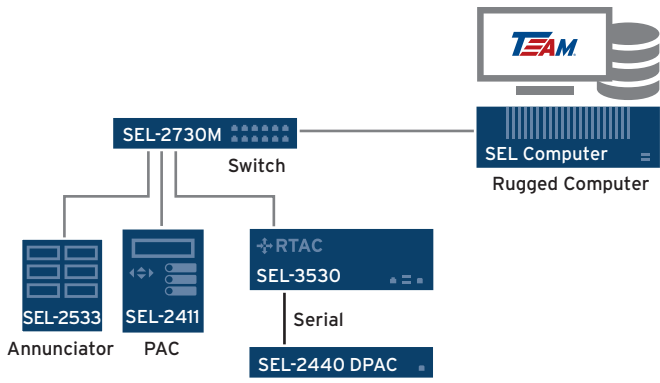 TEAM
SEL-2730M
Switch
SEL Computer
Rugged Computer
RTAC
SEL-3530
SEL-2533
SEL-2411
Annunciator
PAC
Serial
SEL-2440 DPAC